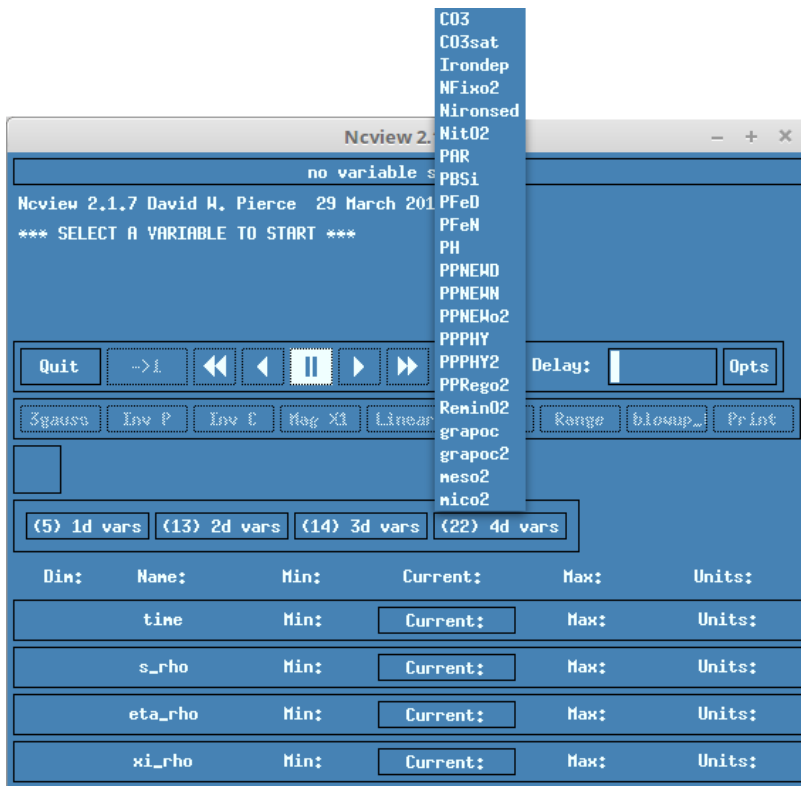 CO3
CO3sat
Irondep
NFixo2
Nironsed
NitO2
PAR
PBSi
PFeD
PFeN
PH
PPNEWD
PPNEWN
PPNEWo2
PPPHY
PPPHY2
PPRego2
ReminO2
grapoc
grapoc2
meso2
mico2
Ncview 2.
no variable s
Ncview 2.1.7 David W. Pierce 29 March 201
*** SELECT A VARIABLE TO START ***
Quit ->1 Delay: Opts
3gauss Inv P Inv C Mag X1 Linear Range blowup_ Print
(5) 1d vars (13) 2d vars (14) 3d vars (22) 4d vars
Dim: Name: Min: Current: Max: Units:
time Min: Current: Max: Units:
s_rho Min: Current: Max: Units:
eta_rho Min: Current: Max: Units:
xi_rho Min: Current: Max: Units: